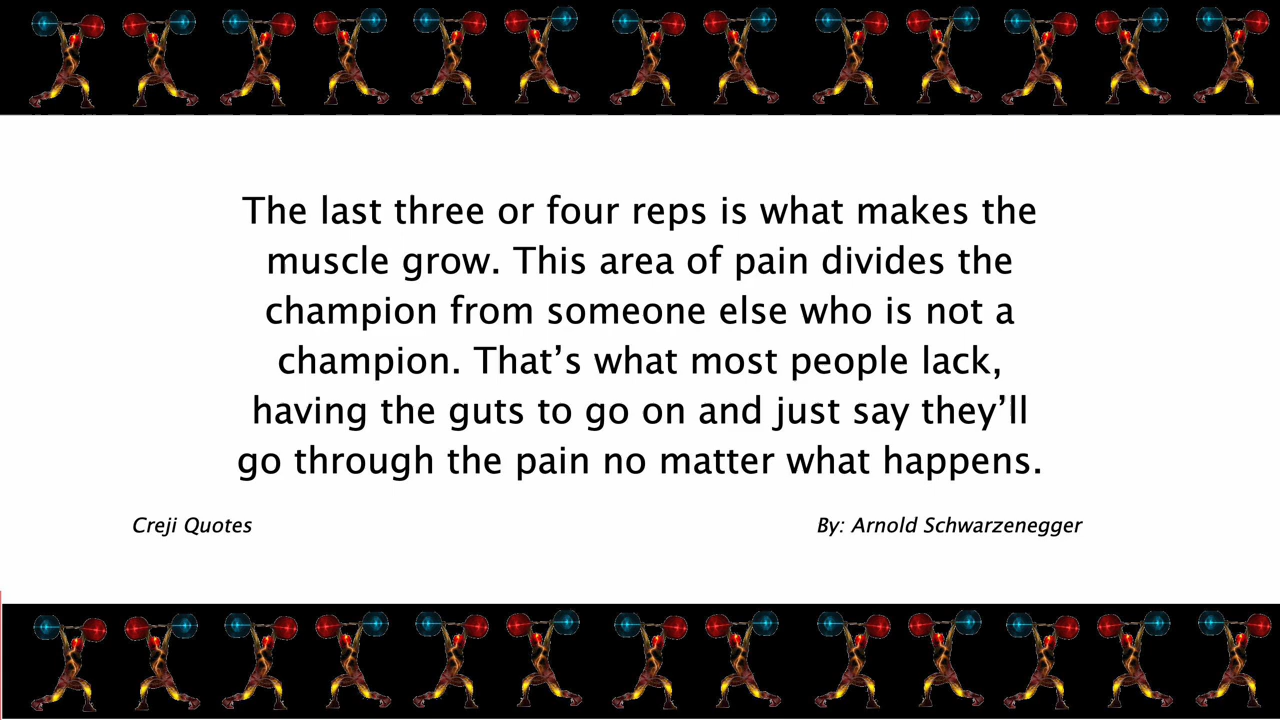 The last three or four reps is what makes the
muscle grow. This area of pain divides the
champion from someone else who is not a
champion. That’s what most people lack,
having the guts to go on and just say they’ll
go through the pain no matter what happens.
Creji Quotes
By: Arnold Schwarzenegger